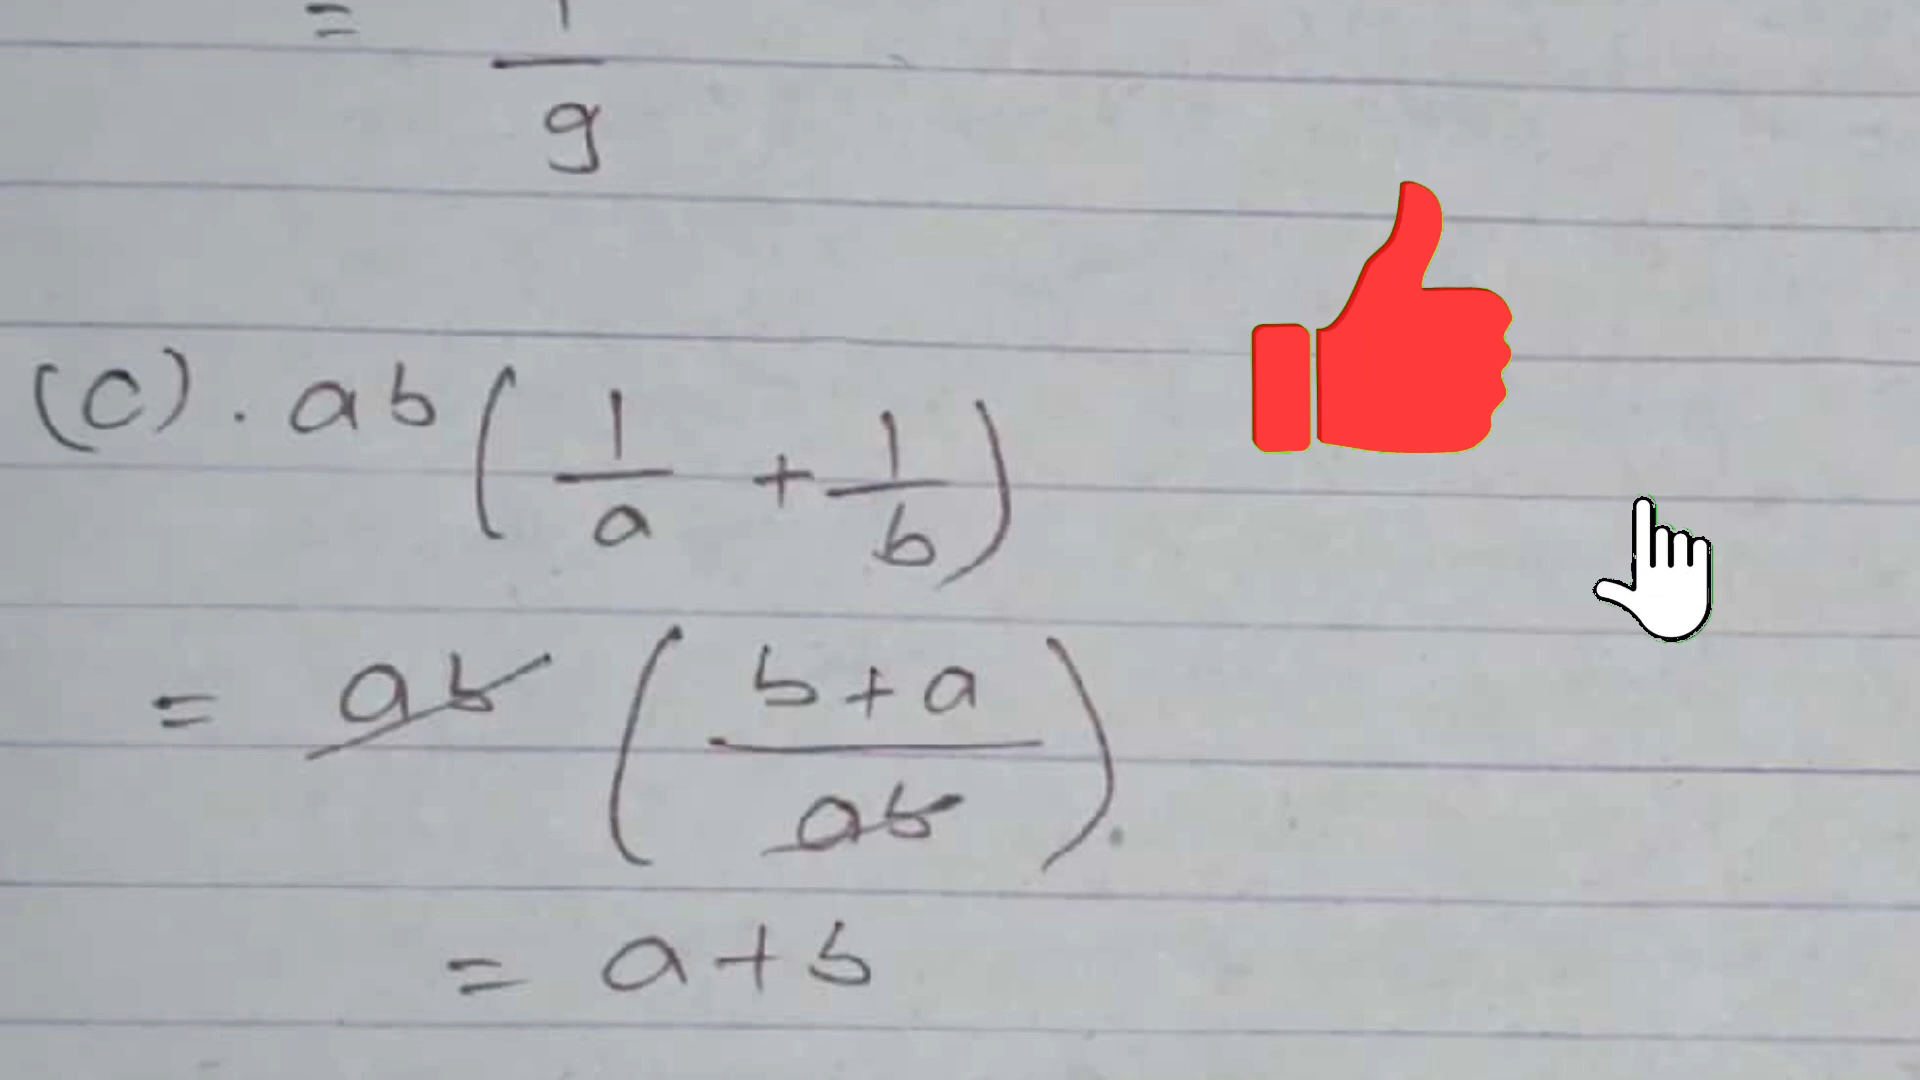 = 1/9
(c). ab (1/a + 1/b)
= ab ((b+a)/ab).
= a+b